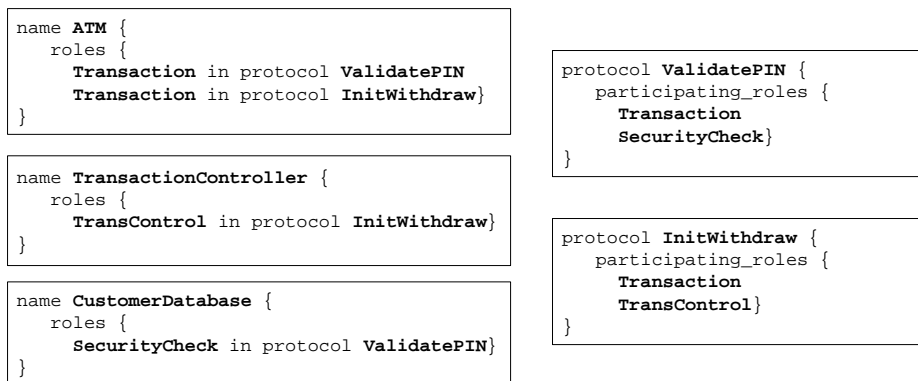 name ATM {
roles {
Transaction in protocol ValidatePIN
Transaction in protocol InitWithdraw}
}
name TransactionController {
roles {
TransControl in protocol InitWithdraw}
}
name CustomerDatabase {
roles {
SecurityCheck in protocol ValidatePIN}
}
protocol ValidatePIN {
participating_roles {
Transaction
SecurityCheck}
}
protocol InitWithdraw {
participating_roles {
Transaction
TransControl}
}